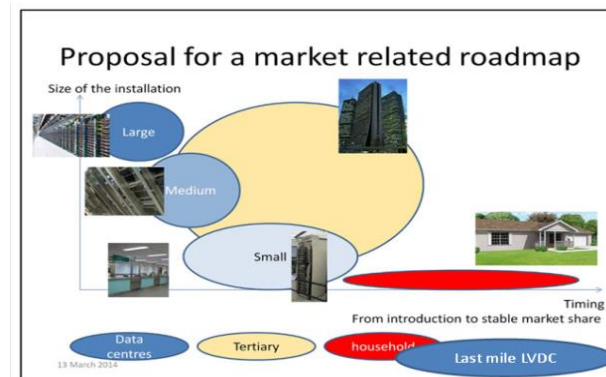 Proposal for a market related roadmap
Size of the installation
Large
Medium
Small
Timing
From introduction to stable market share
Data
centres
Tertiary
household
Last mile LVDC
13 March 2014